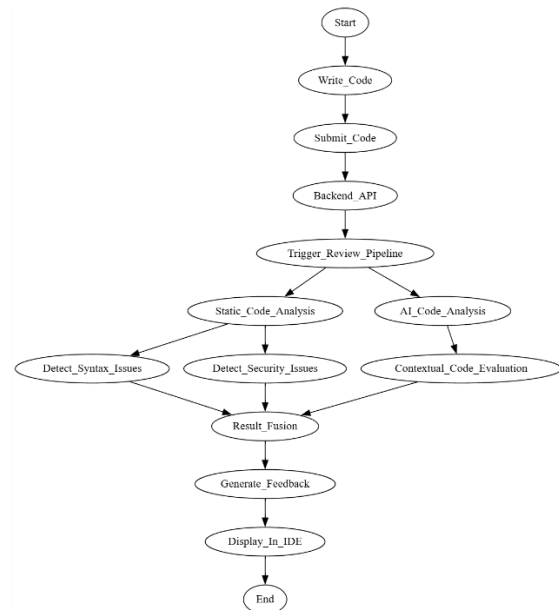 Start
Write_Code
Submit_Code
Backend_API
Trigger_Review_Pipeline
Static_Code_Analysis
AI_Code_Analysis
Detect_Syntax_Issues
Detect_Security_Issues
Contextual_Code_Evaluation
Result_Fusion
Generate_Feedback
Display_In_IDE
End